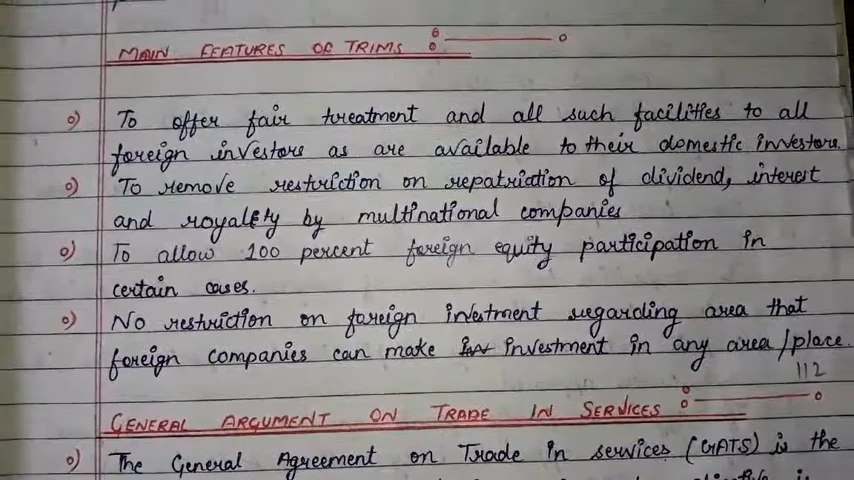 MAIN FEATURES OF TRIMS
o) To offer fair treatment and all such facilities to all
foreign investors as are available to their domestic investors.
o) To remove restriction on repatriation of dividend, interest
and royalety by multinational companies
o) To allow 100 percent foreign equity participation in
certain cases.
o) No restriction on foreign investment regarding area that
foreign companies can make investment in any area/place.
112
GENERAL ARGUMENT ON TRADE IN SERVICES
o) The General Agreement on Trade in services (GATS) is the